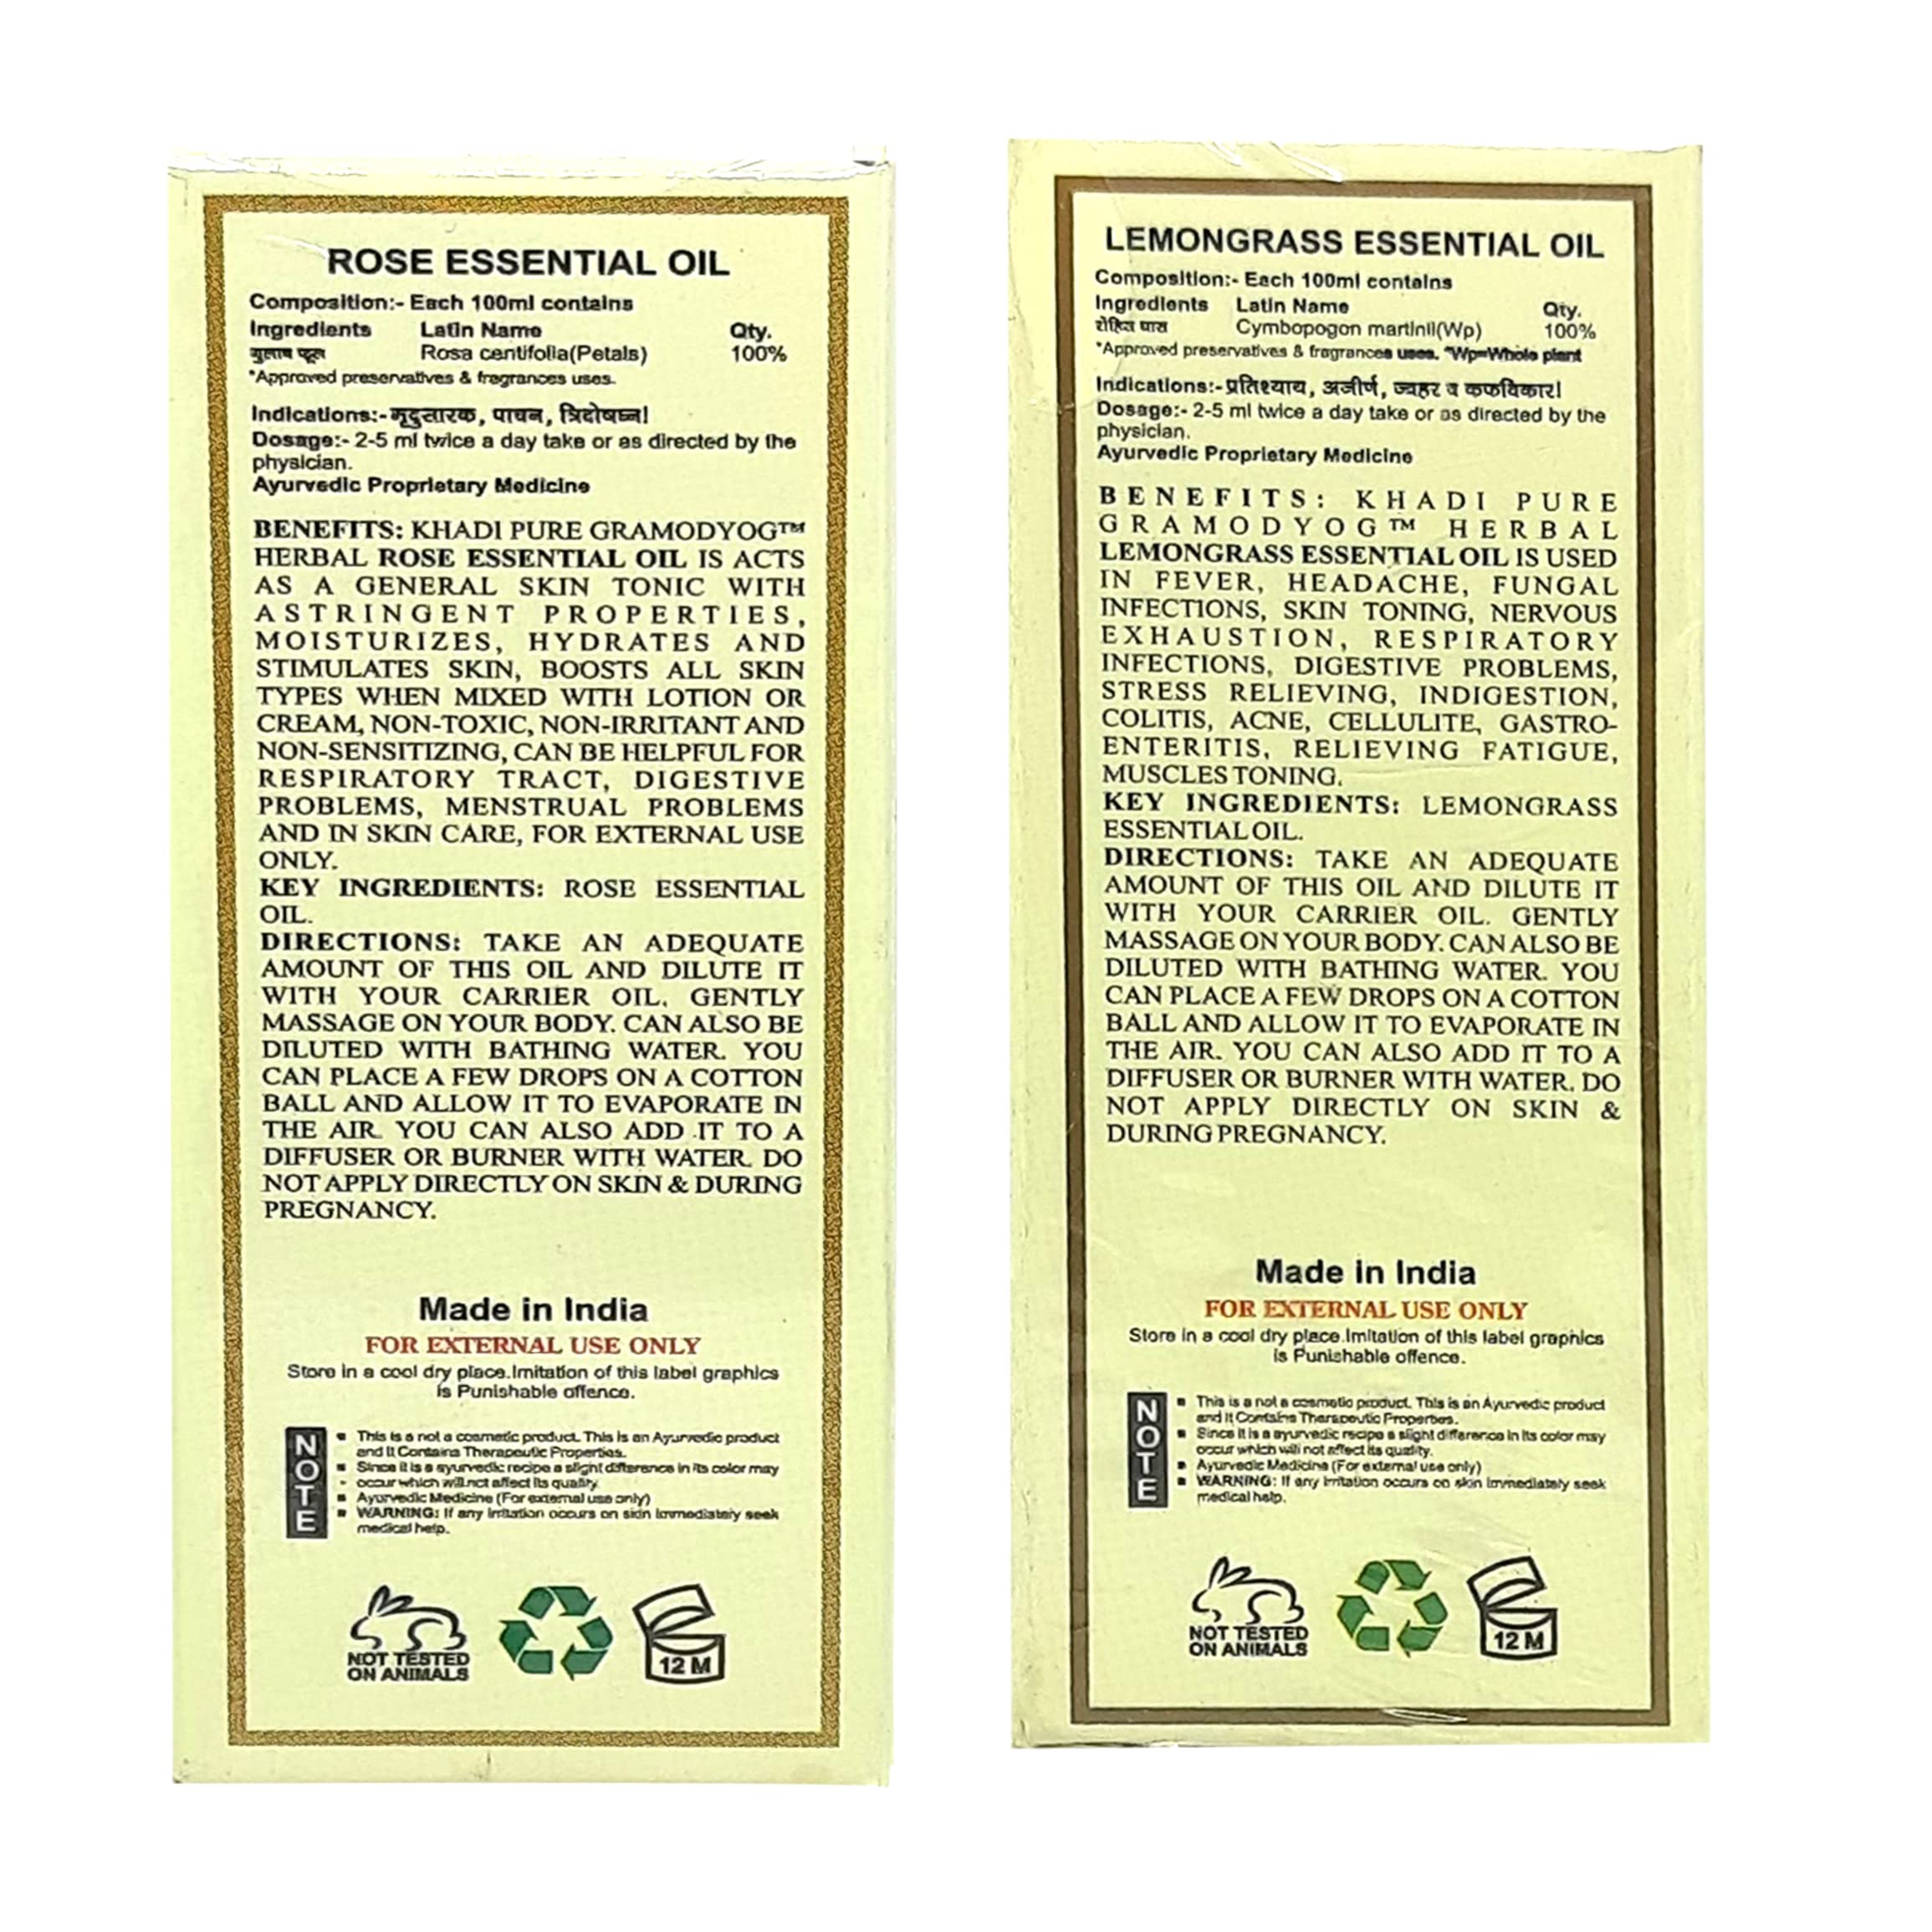 ROSE ESSENTIAL OIL
Composition:- Each 100ml contains
Ingredients Latin Name Qty.
गुलाब फूल Rosa centifolia(Petals) 100%
*Approved preservatives & fragrances uses.
Indications:-मृदुसारक, पाचन, त्रिदोषघ्न।
Dosage:- 2-5 ml twice a day take or as directed by the
physician.
Ayurvedic Proprietary Medicine
BENEFITS: KHADI PURE GRAMODYOG™
HERBAL ROSE ESSENTIAL OIL IS ACTS
AS A GENERAL SKIN TONIC WITH
ASTRINGENT PROPERTIES,
MOISTURIZES, HYDRATES AND
STIMULATES SKIN, BOOSTS ALL SKIN
TYPES WHEN MIXED WITH LOTION OR
CREAM, NON-TOXIC, NON-IRRITANT AND
NON-SENSITIZING, CAN BE HELPFUL FOR
RESPIRATORY TRACT, DIGESTIVE
PROBLEMS, MENSTRUAL PROBLEMS
AND IN SKIN CARE, FOR EXTERNAL USE
ONLY.
KEY INGREDIENTS: ROSE ESSENTIAL
OIL.
DIRECTIONS: TAKE AN ADEQUATE
AMOUNT OF THIS OIL AND DILUTE IT
WITH YOUR CARRIER OIL. GENTLY
MASSAGE ON YOUR BODY. CAN ALSO BE
DILUTED WITH BATHING WATER. YOU
CAN PLACE A FEW DROPS ON A COTTON
BALL AND ALLOW IT TO EVAPORATE IN
THE AIR. YOU CAN ALSO ADD IT TO A
DIFFUSER OR BURNER WITH WATER. DO
NOT APPLY DIRECTLY ON SKIN & DURING
PREGNANCY.
Made in India
FOR EXTERNAL USE ONLY
Store in a cool dry place.Imitation of this label graphics
is Punishable offence.
NOTE
This is a not a cosmetic product. This is an Ayurvedic product
and It Contains Therapeutic Properties.
Since it is a ayurvedic recipe a slight difference in its color may
occur which will not affect its quality.
Ayurvedic Medicine (For external use only)
WARNING: If any irritation occurs on skin immediately seek
medical help.
NOT TESTED
ON ANIMALS
12 M
LEMONGRASS ESSENTIAL OIL
Composition:- Each 100ml contains
Ingredients Latin Name Qty.
रोहिज घास Cymbopogon martinii(Wp) 100%
*Approved preservatives & fragrances uses. *Wp=Whole plant
Indications:-प्रतिश्याय, अजीर्ण, ज्वहर व कफविकार।
Dosage:- 2-5 ml twice a day take or as directed by the
physician.
Ayurvedic Proprietary Medicine
BENEFITS: KHADI PURE
GRAMODYOG™ HERBAL
LEMONGRASS ESSENTIAL OIL IS USED
IN FEVER, HEADACHE, FUNGAL
INFECTIONS, SKIN TONING, NERVOUS
EXHAUSTION, RESPIRATORY
INFECTIONS, DIGESTIVE PROBLEMS,
STRESS RELIEVING, INDIGESTION,
COLITIS, ACNE, CELLULITE, GASTRO-
ENTERITIS, RELIEVING FATIGUE,
MUSCLES TONING.
KEY INGREDIENTS: LEMONGRASS
ESSENTIAL OIL.
DIRECTIONS: TAKE AN ADEQUATE
AMOUNT OF THIS OIL AND DILUTE IT
WITH YOUR CARRIER OIL. GENTLY
MASSAGE ON YOUR BODY. CAN ALSO BE
DILUTED WITH BATHING WATER. YOU
CAN PLACE A FEW DROPS ON A COTTON
BALL AND ALLOW IT TO EVAPORATE IN
THE AIR. YOU CAN ALSO ADD IT TO A
DIFFUSER OR BURNER WITH WATER. DO
NOT APPLY DIRECTLY ON SKIN &
DURING PREGNANCY.
Made in India
FOR EXTERNAL USE ONLY
Store in a cool dry place.Imitation of this label graphics
is Punishable offence.
NOTE
This is a not a cosmetic product. This is an Ayurvedic product
and It Contains Therapeutic Properties.
Since it is a ayurvedic recipe a slight difference in its color may
occur which will not affect its quality.
Ayurvedic Medicine (For external use only)
WARNING: If any irritation occurs on skin immediately seek
medical help.
NOT TESTED
ON ANIMALS
12 M